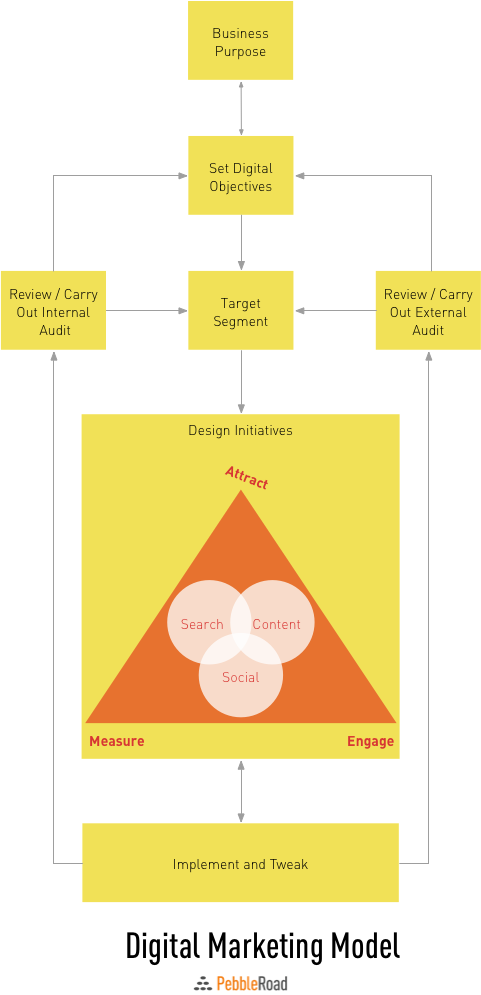 Business
Purpose
Set Digital
Objectives
Review / Carry
Out Internal
Audit
Target
Segment
Review / Carry
Out External
Audit
Design Initiatives
Attract
Search
Content
Social
Measure
Engage
Implement and Tweak
Digital Marketing Model
PebbleRoad